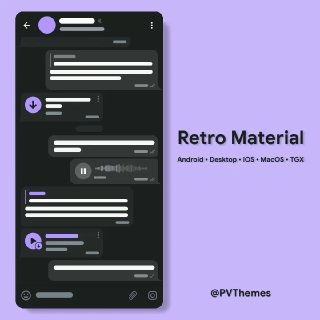 Retro Material
Android • Desktop • IOS • MacOS • TGX
@PVThemes